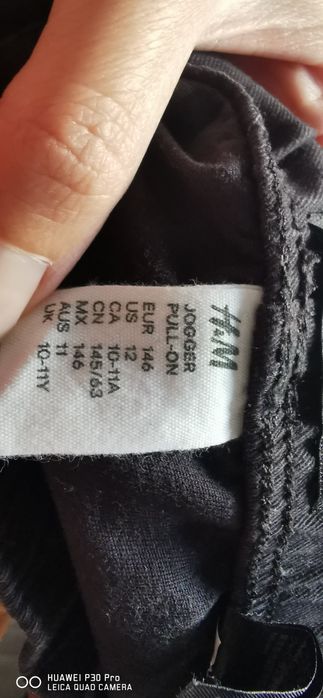 H&M
JOGGER
PULL-ON
EUR 146
US 12
CA 10-11A
CN 145/63
MX 146
AUS 11
UK 10-11Y
HUAWEI P30 Pro
LEICA QUAD CAMERA